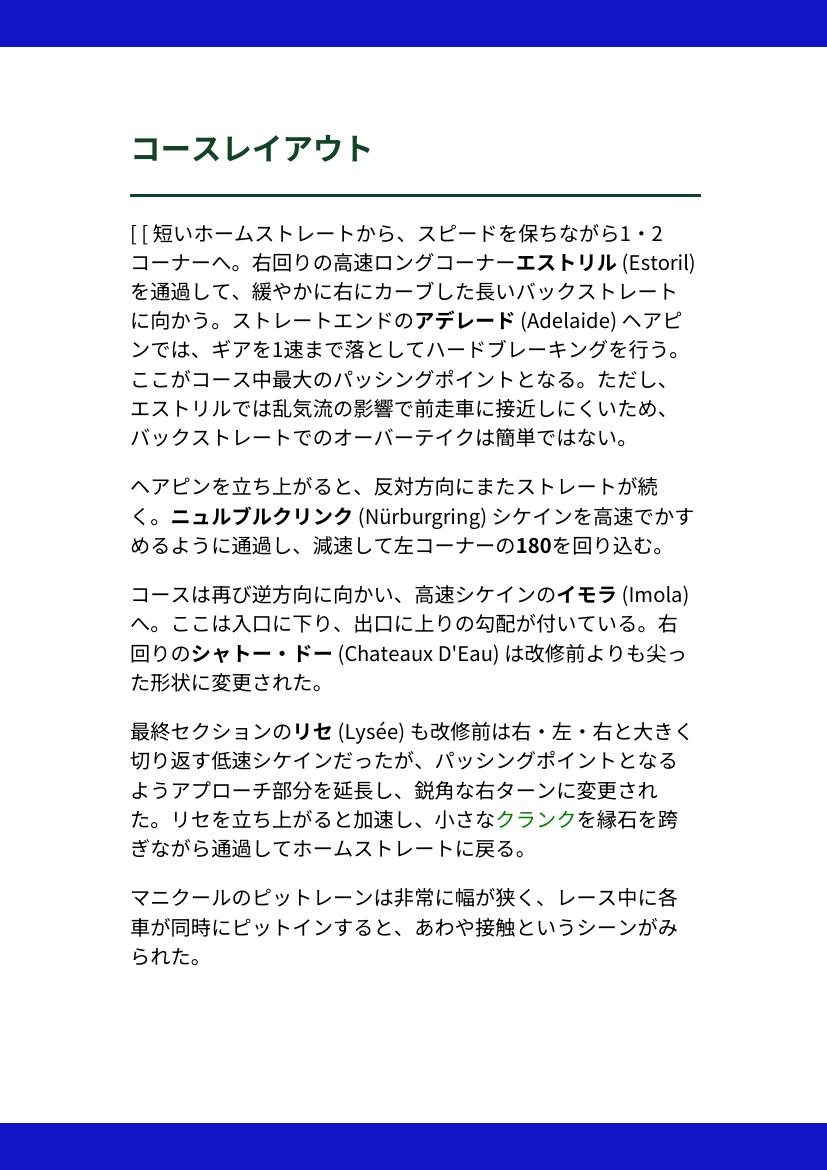 コースレイアウト
[ [ 短いホームストレートから、スピードを保ちながら1・2
コーナーへ。右回りの高速ロングコーナーエストリル (Estoril)
を通過して、緩やかに右にカーブした長いバックストレート
に向かう。ストレートエンドのアデレード (Adelaide) ヘアピ
ンでは、ギアを1速まで落としてハードブレーキングを行う。
ここがコース中最大のパッシングポイントとなる。ただし、
エストリルでは乱気流の影響で前走車に接近しにくいため、
バックストレートでのオーバーテイクは簡単ではない。
ヘアピンを立ち上がると、反対方向にまたストレートが続
く。ニュルブルクリンク (Nürburgring) シケインを高速でかす
めるように通過し、減速して左コーナーの180を回り込む。
コースは再び逆方向に向かい、高速シケインのイモラ (Imola)
へ。ここは入口に下り、出口に上りの勾配が付いている。右
回りのシャトー・ドー (Chateaux D'Eau) は改修前よりも尖っ
た形状に変更された。
最終セクションのリセ (Lysée) も改修前は右・左・右と大きく
切り返す低速シケインだったが、パッシングポイントとなる
ようアプローチ部分を延長し、鋭角な右ターンに変更され
た。リセを立ち上がると加速し、小さなクランクを縁石を跨
ぎながら通過してホームストレートに戻る。
マニクールのピットレーンは非常に幅が狭く、レース中に各
車が同時にピットインすると、あわや接触というシーンがみ
られた。